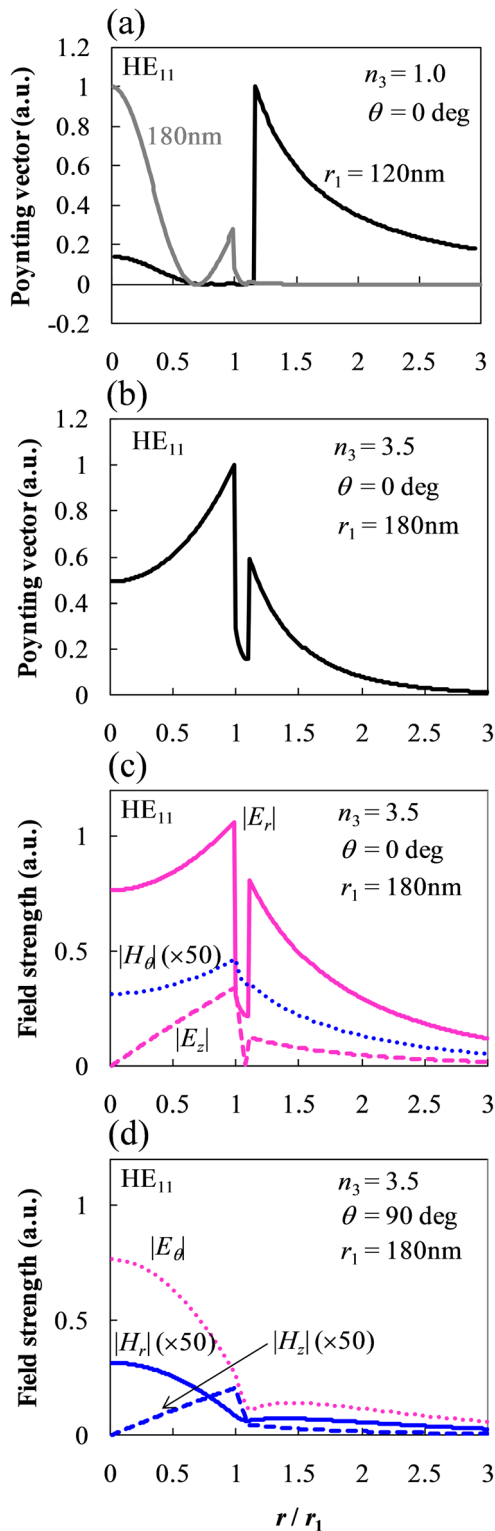 (a)
1.2
1
0.8
0.6
0.4
0.2
0
-0.2
Poynting vector (a.u.)
HE11
180nm
n3 = 1.0
θ = 0 deg
r1 = 120nm
0 0.5 1 1.5 2 2.5 3
(b)
1
0.8
0.6
0.4
0.2
0
Poynting vector (a.u.)
HE11
n3 = 3.5
θ = 0 deg
r1 = 180nm
0 0.5 1 1.5 2 2.5 3
(c)
1
0.5
0
Field strength (a.u.)
HE11
|Er|
n3 = 3.5
θ = 0 deg
r1 = 180nm
|Hθ| (×50)
|Ez|
0 0.5 1 1.5 2 2.5 3
(d)
1
0.5
0
Field strength (a.u.)
HE11
n3 = 3.5
θ = 90 deg
r1 = 180nm
|Eθ|
|Hr| (×50)
|Hz| (×50)
0 0.5 1 1.5 2 2.5 3
r / r1